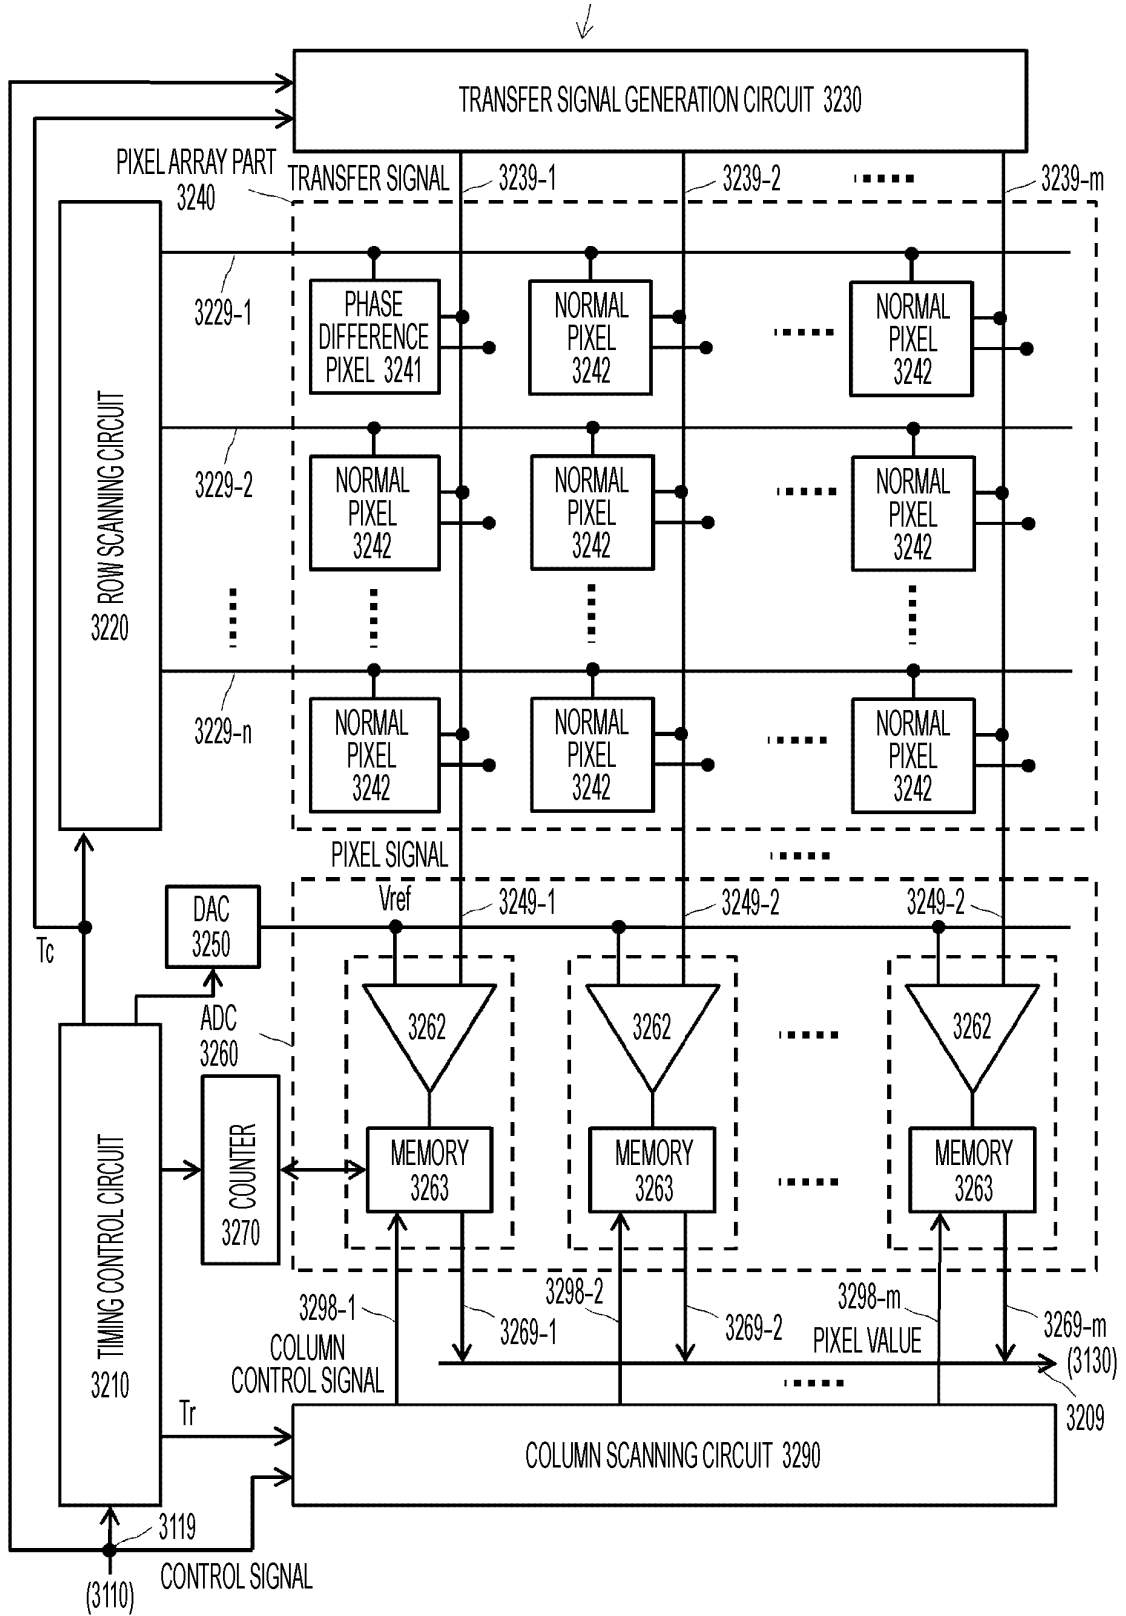 TRANSFER SIGNAL GENERATION CIRCUIT 3230
PIXEL ARRAY PART
3240
TRANSFER SIGNAL
3239-1
3239-2
3239-m
3229-1
PHASE
DIFFERENCE
PIXEL 3241
NORMAL
PIXEL
3242
NORMAL
PIXEL
3242
3229-2
NORMAL
PIXEL
3242
NORMAL
PIXEL
3242
NORMAL
PIXEL
3242
3220 ROW SCANNING CIRCUIT
3229-n
NORMAL
PIXEL
3242
NORMAL
PIXEL
3242
NORMAL
PIXEL
3242
PIXEL SIGNAL
Tc
DAC
3250
Vref
3249-1
3249-2
3249-2
ADC
3260
3262
3262
3262
3210 TIMING CONTROL CIRCUIT
3270 COUNTER
MEMORY
3263
MEMORY
3263
MEMORY
3263
3298-1
3269-1
3298-2
3269-2
3298-m
3269-m
COLUMN
CONTROL SIGNAL
PIXEL VALUE
(3130)
3209
Tr
COLUMN SCANNING CIRCUIT 3290
3119
CONTROL SIGNAL
(3110)